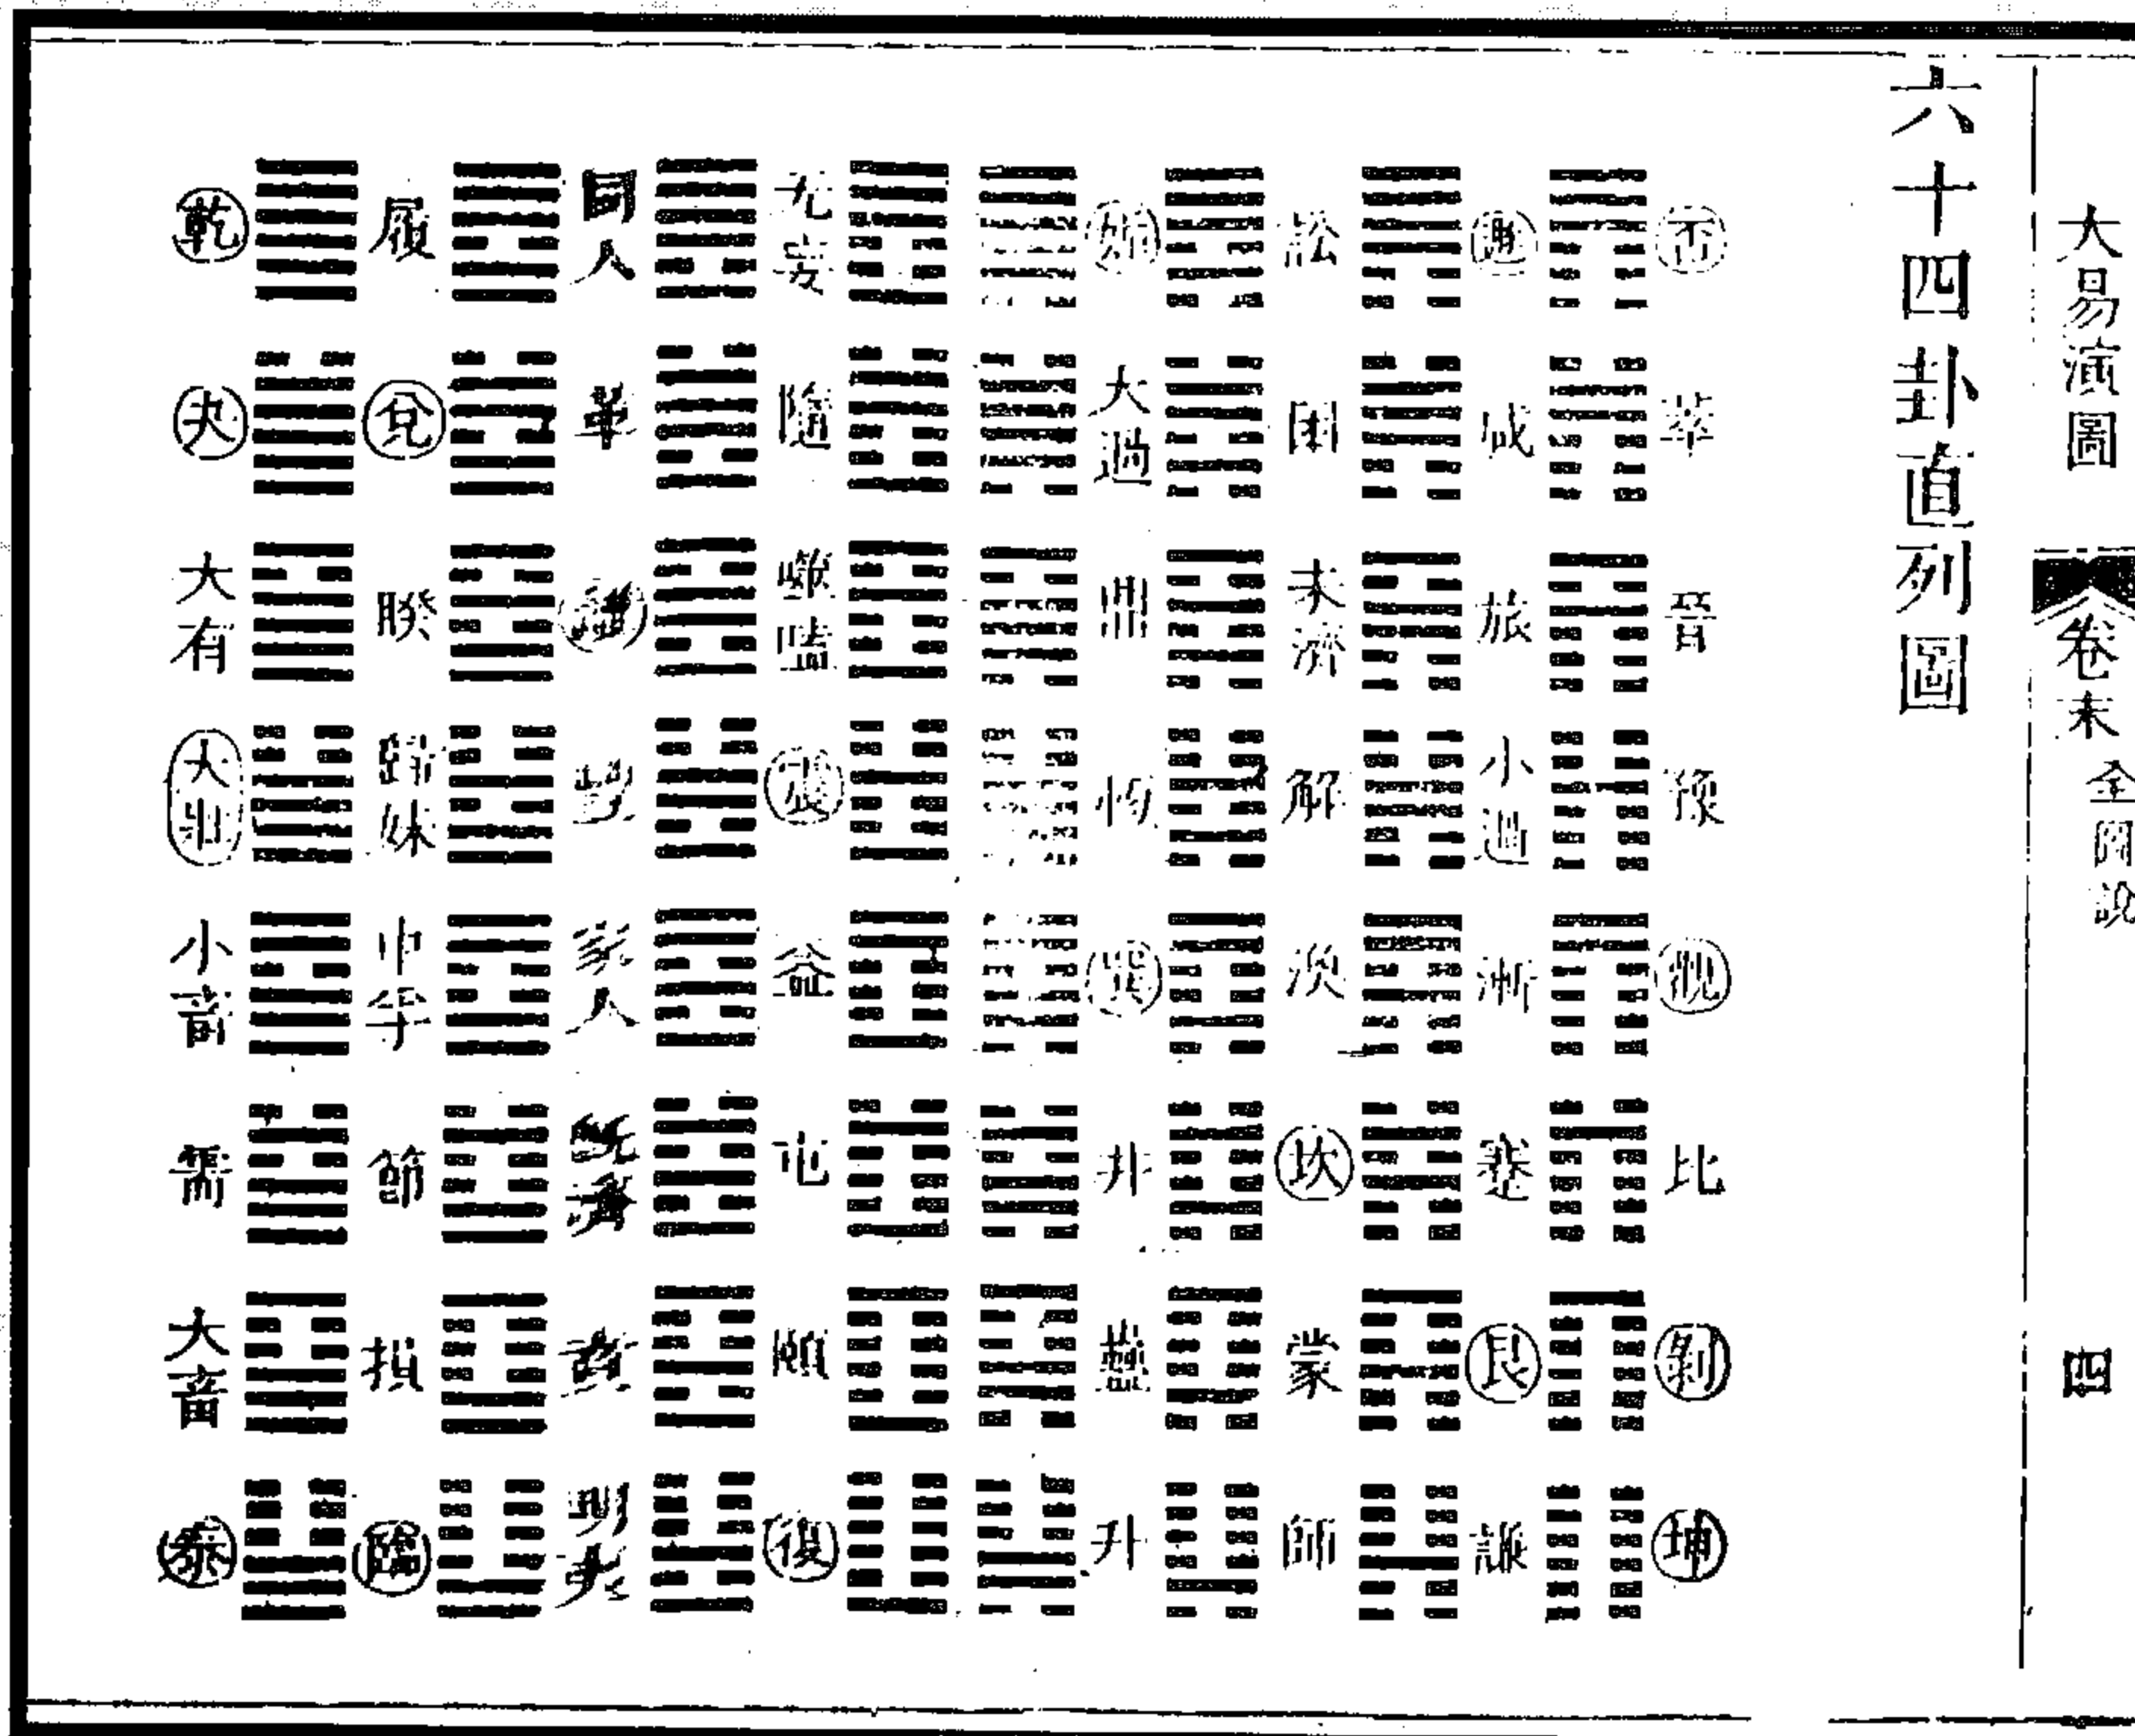 大易演圖
卷末
全圖說
四
六十四卦直列圖
否 萃 晉 豫 觀 比 剝 坤
遯 咸 旅 小過 漸 蹇 艮 謙
訟 困 未濟 解 渙 坎 蒙 師
姤 大過 鼎 恒 巽 井 蠱 升
无妄 隨 噬嗑 震 益 屯 頤 復
同人 革 離 豐 家人 既濟 賁 明夷
履 兌 睽 歸妹 中孚 節 損 臨
乾 夬 大有 大壯 小畜 需 大畜 泰